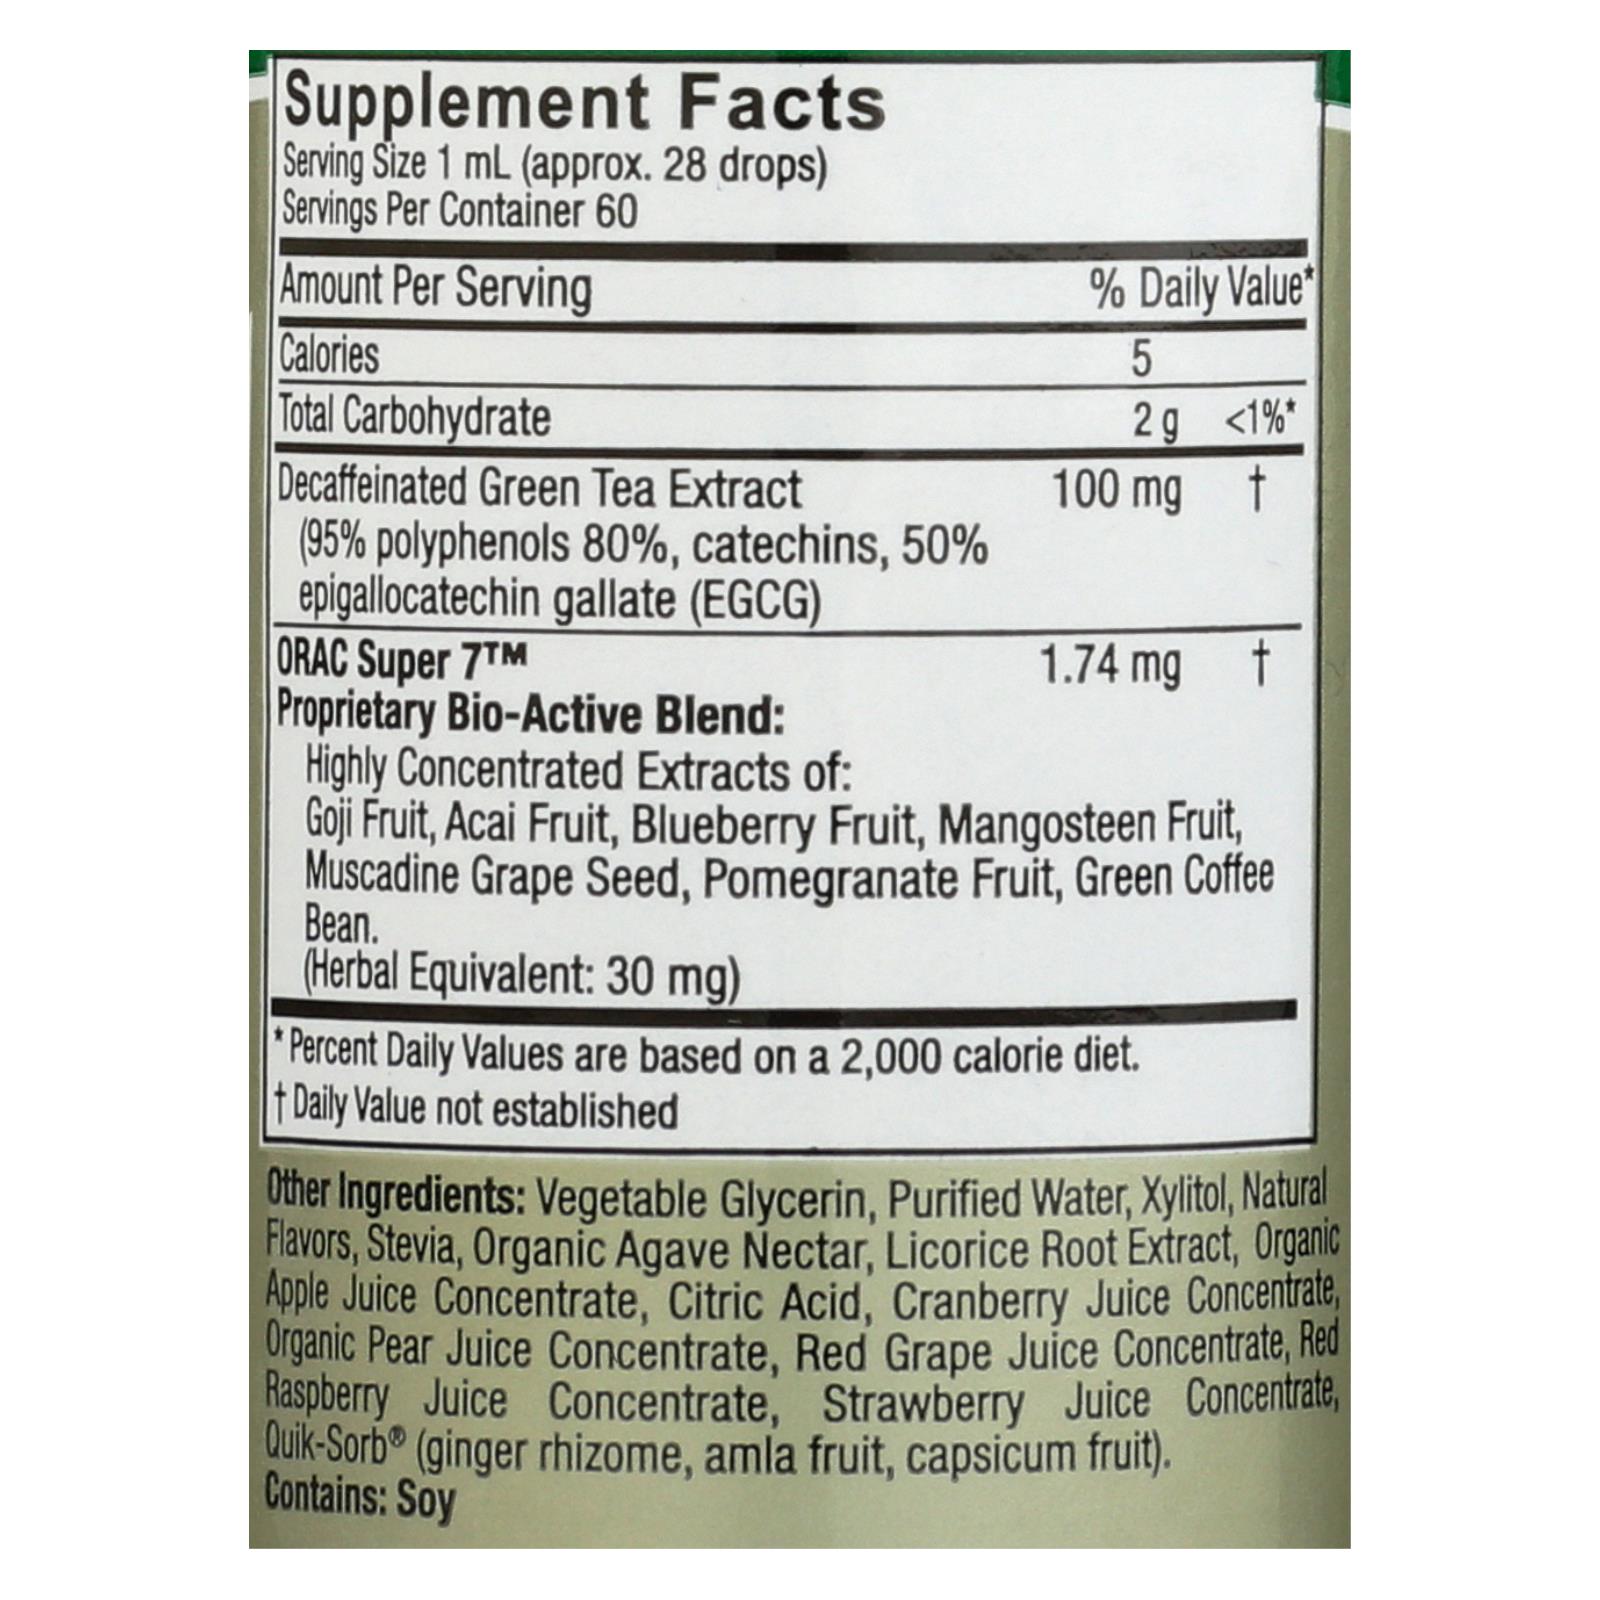 Supplement Facts
Serving Size 1 mL (approx. 28 drops)
Servings Per Container 60
Amount Per Serving % Daily Value*
Calories 5
Total Carbohydrate 2 g <1%*
Decaffeinated Green Tea Extract 100 mg †
(95% polyphenols 80%, catechins, 50%
epigallocatechin gallate (EGCG)
ORAC Super 7™ 1.74 mg †
Proprietary Bio-Active Blend:
Highly Concentrated Extracts of:
Goji Fruit, Acai Fruit, Blueberry Fruit, Mangosteen Fruit,
Muscadine Grape Seed, Pomegranate Fruit, Green Coffee
Bean.
(Herbal Equivalent: 30 mg)
* Percent Daily Values are based on a 2,000 calorie diet.
† Daily Value not established
Other Ingredients: Vegetable Glycerin, Purified Water, Xylitol, Natural
Flavors, Stevia, Organic Agave Nectar, Licorice Root Extract, Organic
Apple Juice Concentrate, Citric Acid, Cranberry Juice Concentrate,
Organic Pear Juice Concentrate, Red Grape Juice Concentrate, Red
Raspberry Juice Concentrate, Strawberry Juice Concentrate,
Quik-Sorb® (ginger rhizome, amla fruit, capsicum fruit).
Contains: Soy